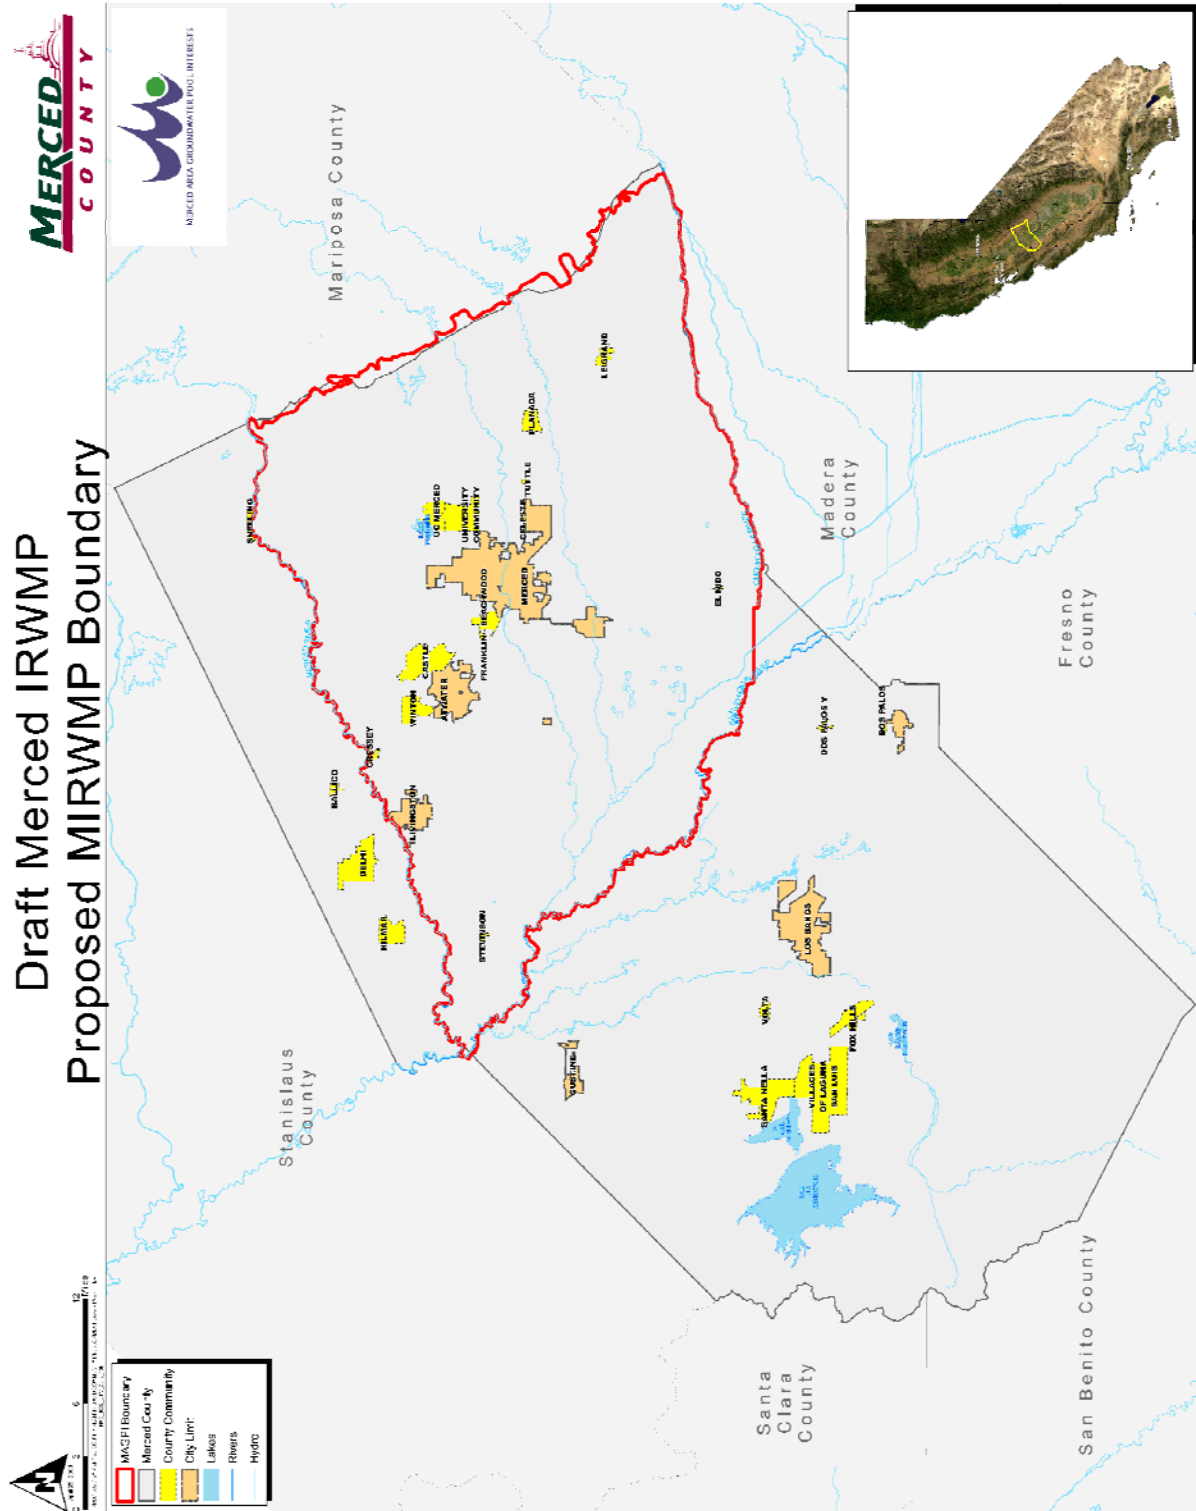 Draft Merced IRWMP
Proposed MIRWMP Boundary
MERCED
COUNTY
MERCED AREA GROUNDWATER POOL INTERESTS
N
6
12
MAGPI Boundary
Merced County
County Community
City Limit
Lakes
Rivers
Hydro
Stanislaus
County
Mariposa County
Madera
County
Fresno
County
San Benito County
Santa
Clara
County
SNELLING
BALLICO
CRESSEY
DELHI
HILMAR
LIVINGSTON
WINTON
CASTLE
ATWATER
STEVINSON
FRANKLIN - BEACHWOOD
MERCED
UC MERCED
UNIVERSITY
COMMUNITY
CELESTE
TUTTLE
PLANADA
LEGRAND
EL NIDO
GUSTINE
DOS PALOS Y
DOS PALOS
LOS BANOS
VOLTA
FOX HILLS
SANTA NELLA
VILLAGES
OF LAGUNA
SAN LUIS